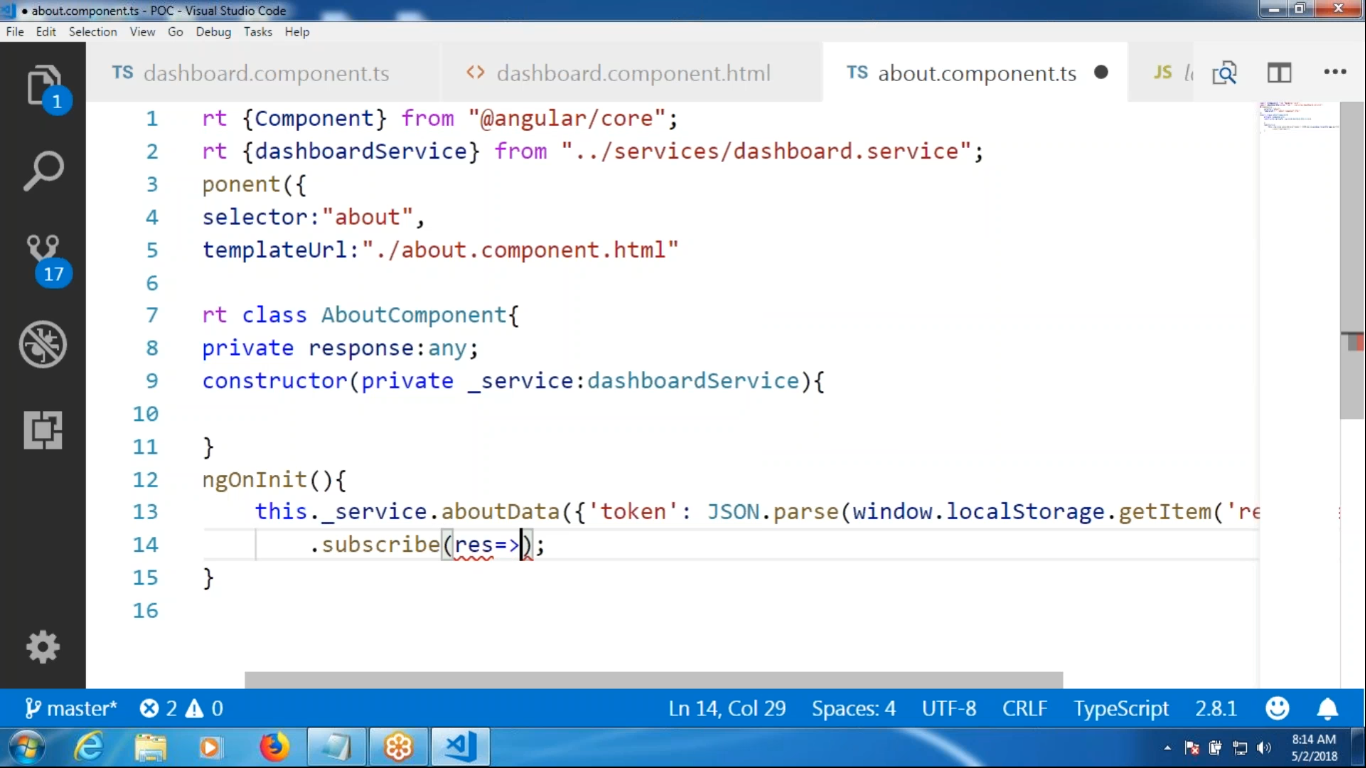 about.component.ts - POC - Visual Studio Code
File Edit Selection View Go Debug Tasks Help
TS dashboard.component.ts <> dashboard.component.html TS about.component.ts JS
1 rt {Component} from "@angular/core";
2 rt {dashboardService} from "../services/dashboard.service";
3 ponent({
4 selector:"about",
5 templateUrl:"./about.component.html"
6
7 rt class AboutComponent{
8 private response:any;
9 constructor(private _service:dashboardService){
10
11 }
12 ngOnInit(){
13 this._service.aboutData({'token': JSON.parse(window.localStorage.getItem('re
14 .subscribe(res=>);
15 }
16
1
17
master* 2 0 Ln 14, Col 29 Spaces: 4 UTF-8 CRLF TypeScript 2.8.1
8:14 AM
5/2/2018